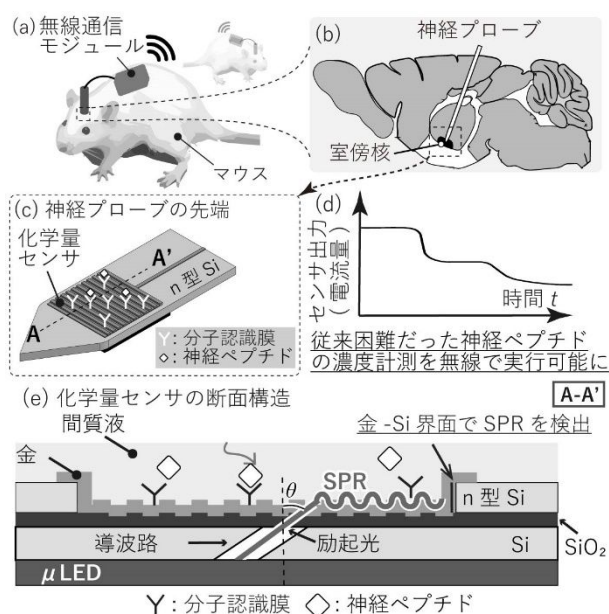 (a) 無線通信
モジュール
マウス
(b)
神経プローブ
室傍核
(c) 神経プローブの先端
化学量
センサ
A'
A
n 型 Si
Y: 分子認識膜
◇: 神経ペプチド
(d)
センサ出力
(電流量)
時間 t
従来困難だった神経ペプチド
の濃度計測を無線で実行可能に
A-A'
(e) 化学量センサの断面構造
間質液
金
金 -Si 界面で SPR を検出
θ
SPR
n 型 Si
導波路
励起光
Si
SiO₂
μLED
Y: 分子認識膜 ◇: 神経ペプチド